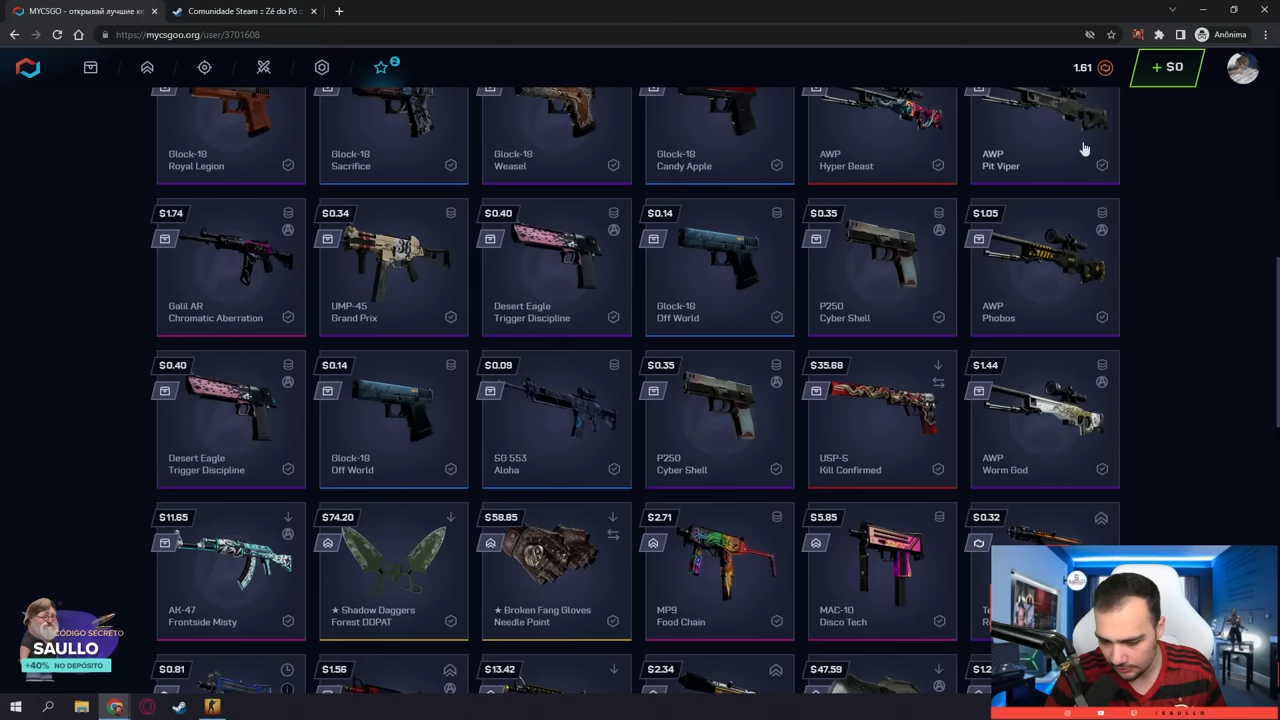 MYCSGO - открывай лучшие ке
Comunidade Steam :: Zé do Pó ::
https://mycsgoo.org/user/3701608
Anônima
2
1.61
+ $0
Glock-18
Royal Legion
Glock-18
Sacrifice
Glock-18
Weasel
Glock-18
Candy Apple
AWP
Hyper Beast
AWP
Pit Viper
$1.74
Galil AR
Chromatic Aberration
$0.34
UMP-45
Grand Prix
$0.40
Desert Eagle
Trigger Discipline
$0.14
Glock-18
Off World
$0.35
P250
Cyber Shell
$1.05
AWP
Phobos
$0.40
Desert Eagle
Trigger Discipline
$0.14
Glock-18
Off World
$0.09
SG 553
Aloha
$0.35
P250
Cyber Shell
$35.68
USP-S
Kill Confirmed
$1.44
AWP
Worm God
$11.65
AK-47
Frontside Misty
$74.20
★ Shadow Daggers
Forest DDPAT
$58.85
★ Broken Fang Gloves
Needle Point
$2.71
MP9
Food Chain
$5.85
MAC-10
Disco Tech
$0.32
CÓDIGO SECRETO
SAULLO
+40% NO DEPÓSITO
$0.81
$1.56
$13.42
$2.34
$47.59
/SAULLO